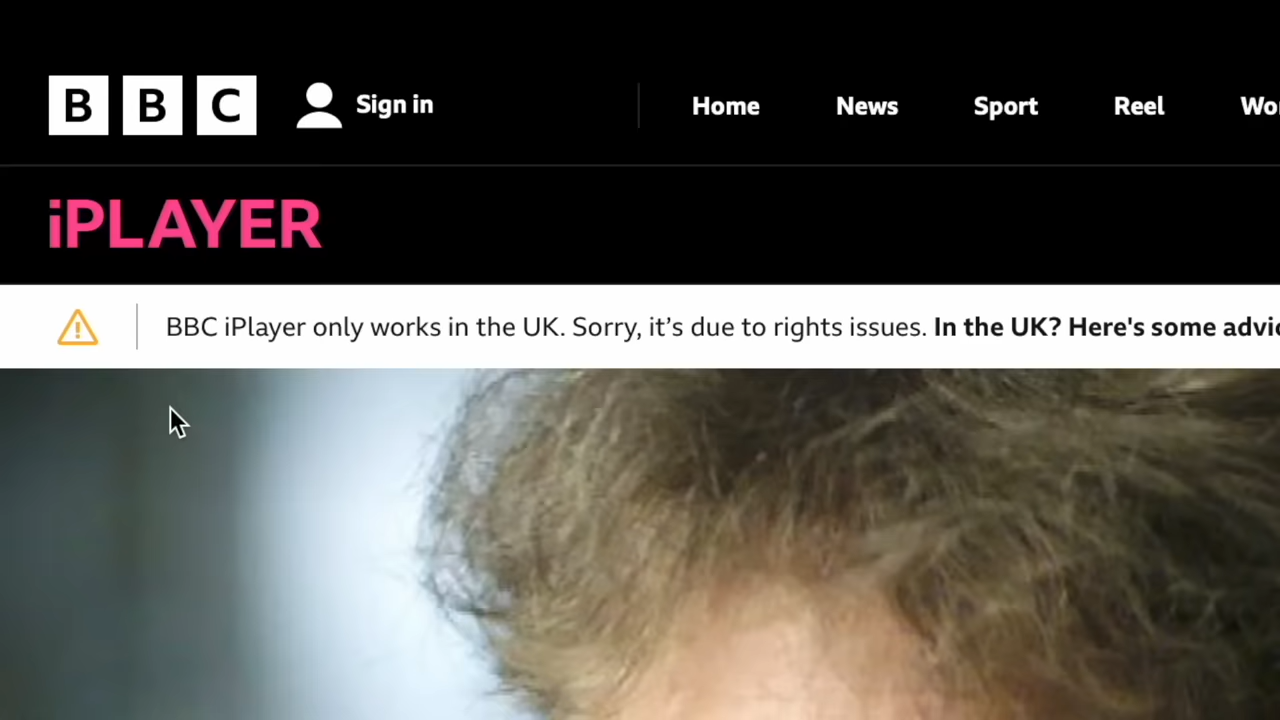 BBC Sign in Home News Sport Reel
iPLAYER
BBC iPlayer only works in the UK. Sorry, it's due to rights issues. In the UK? Here's some